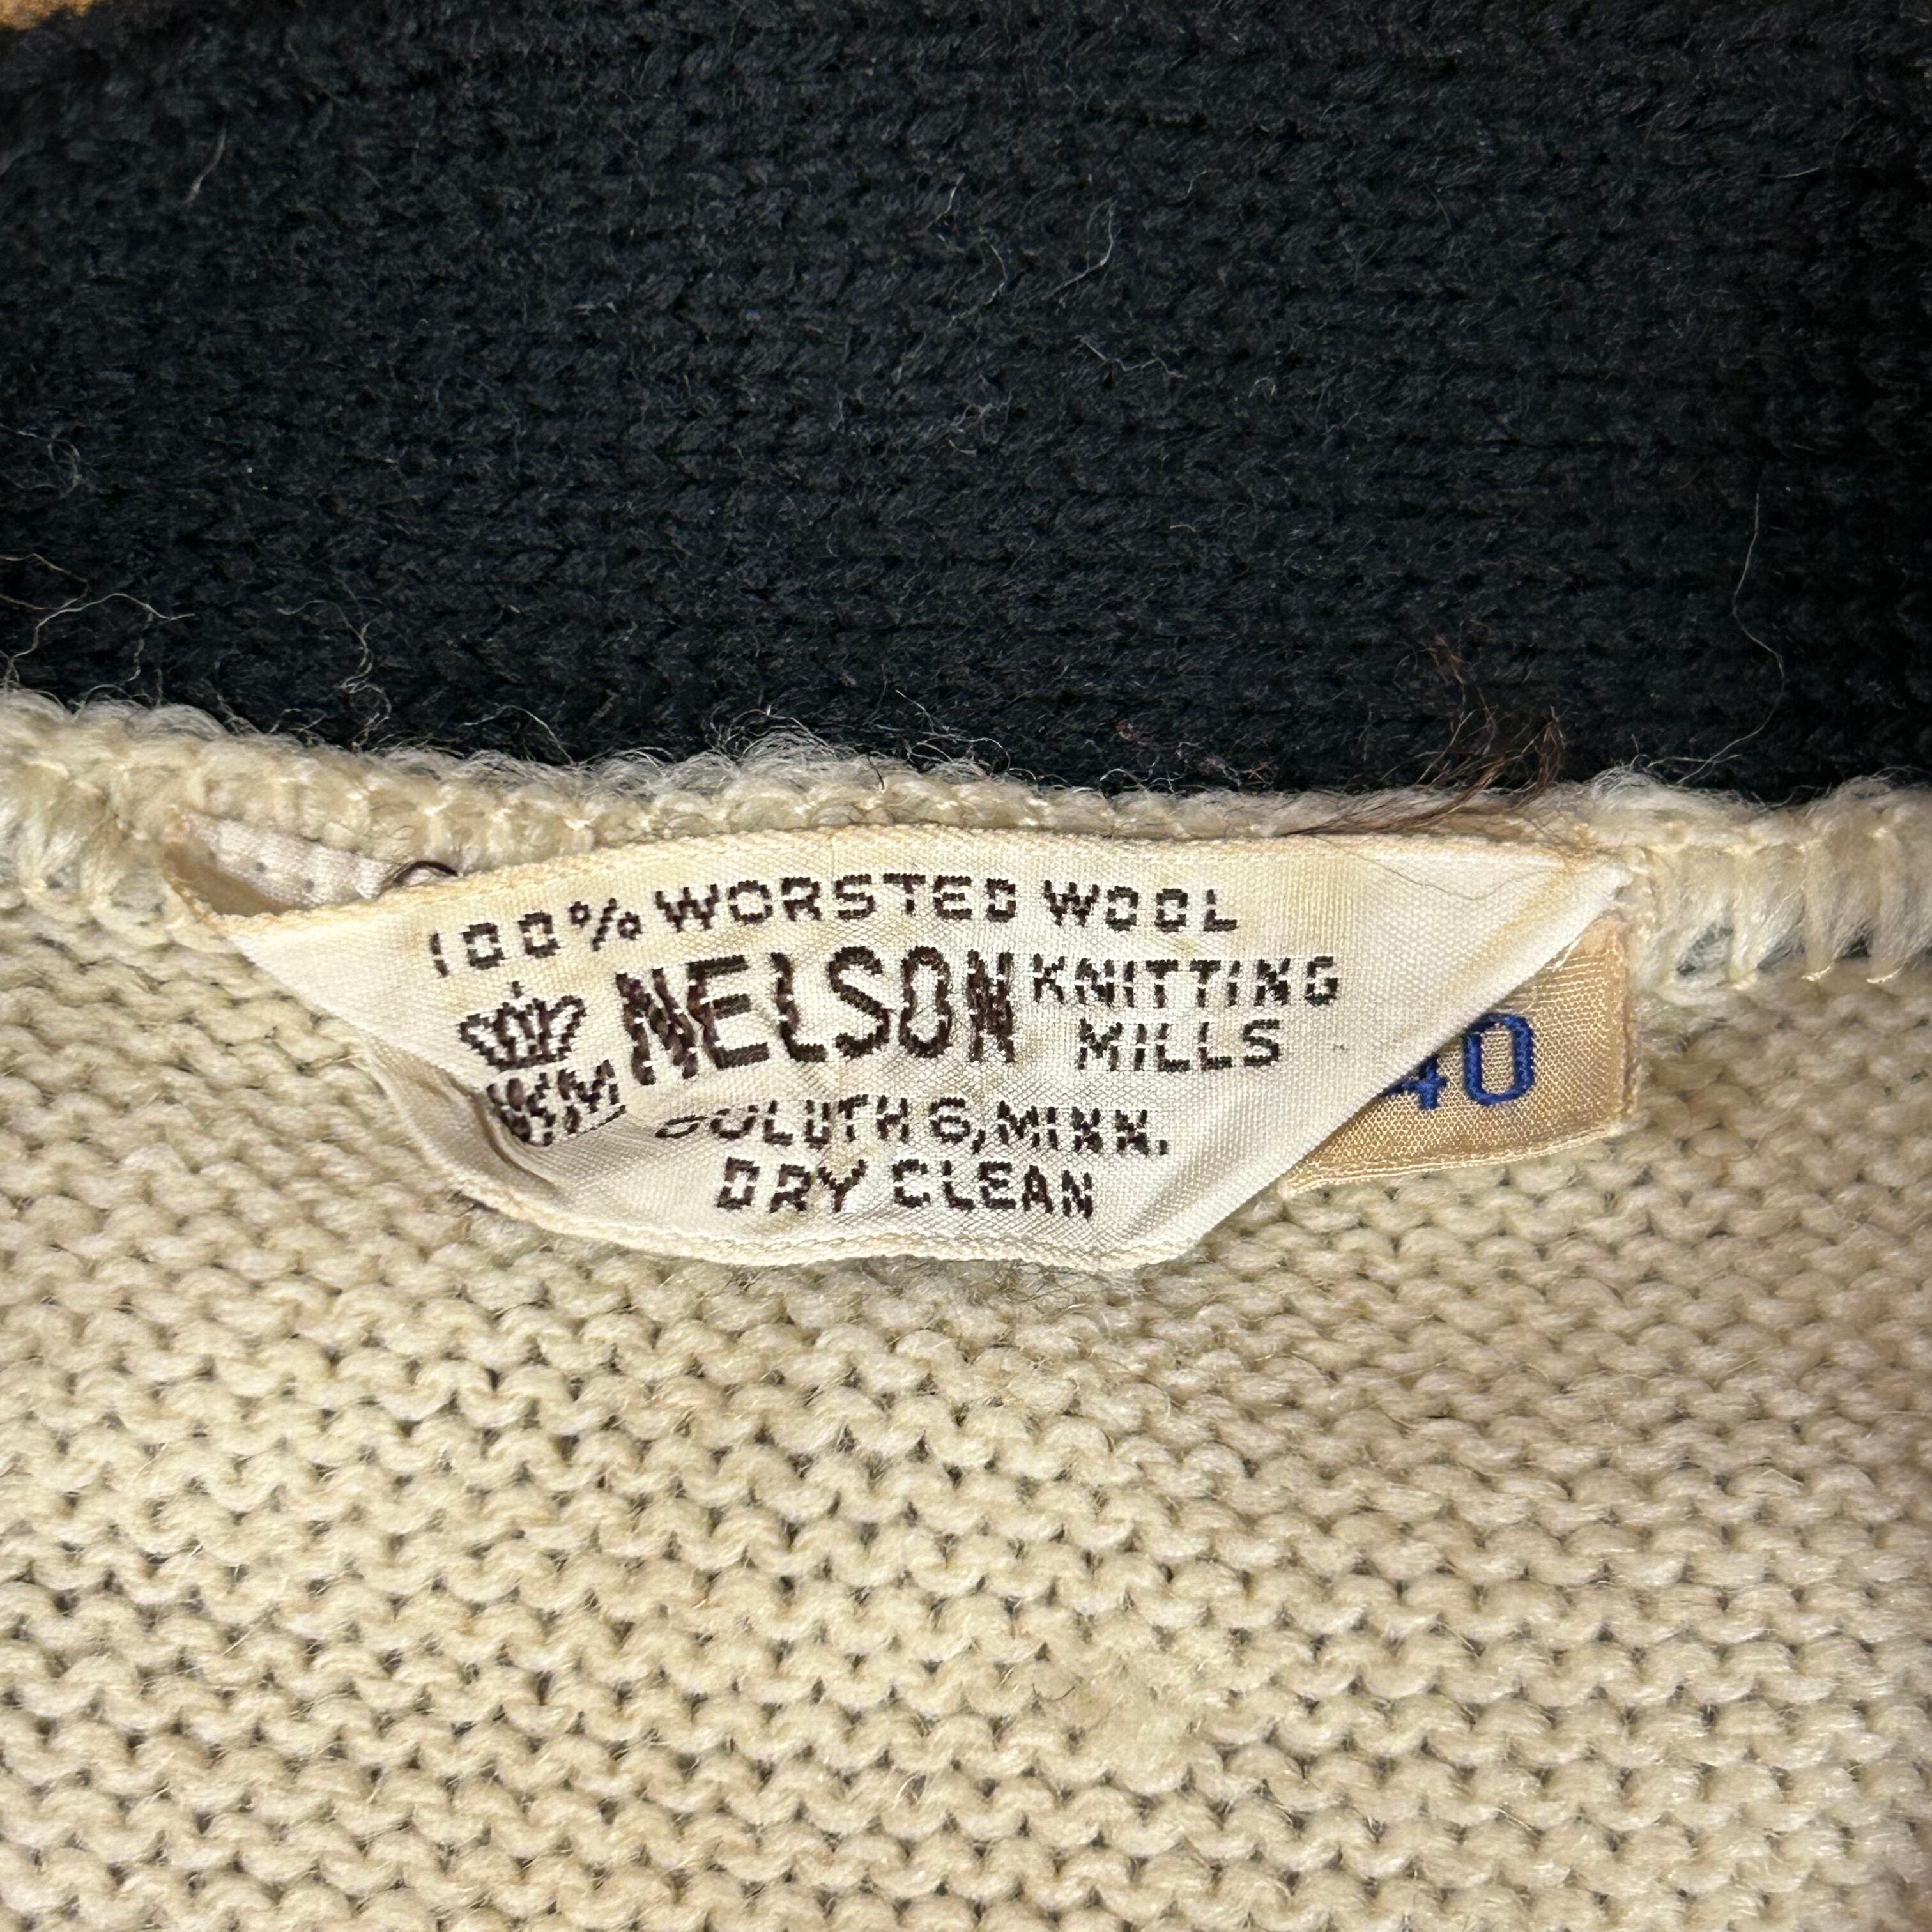 100% WORSTED WOOL
NELSON KNITTING
MILLS
DULUTH 6, MINN.
DRY CLEAN
40